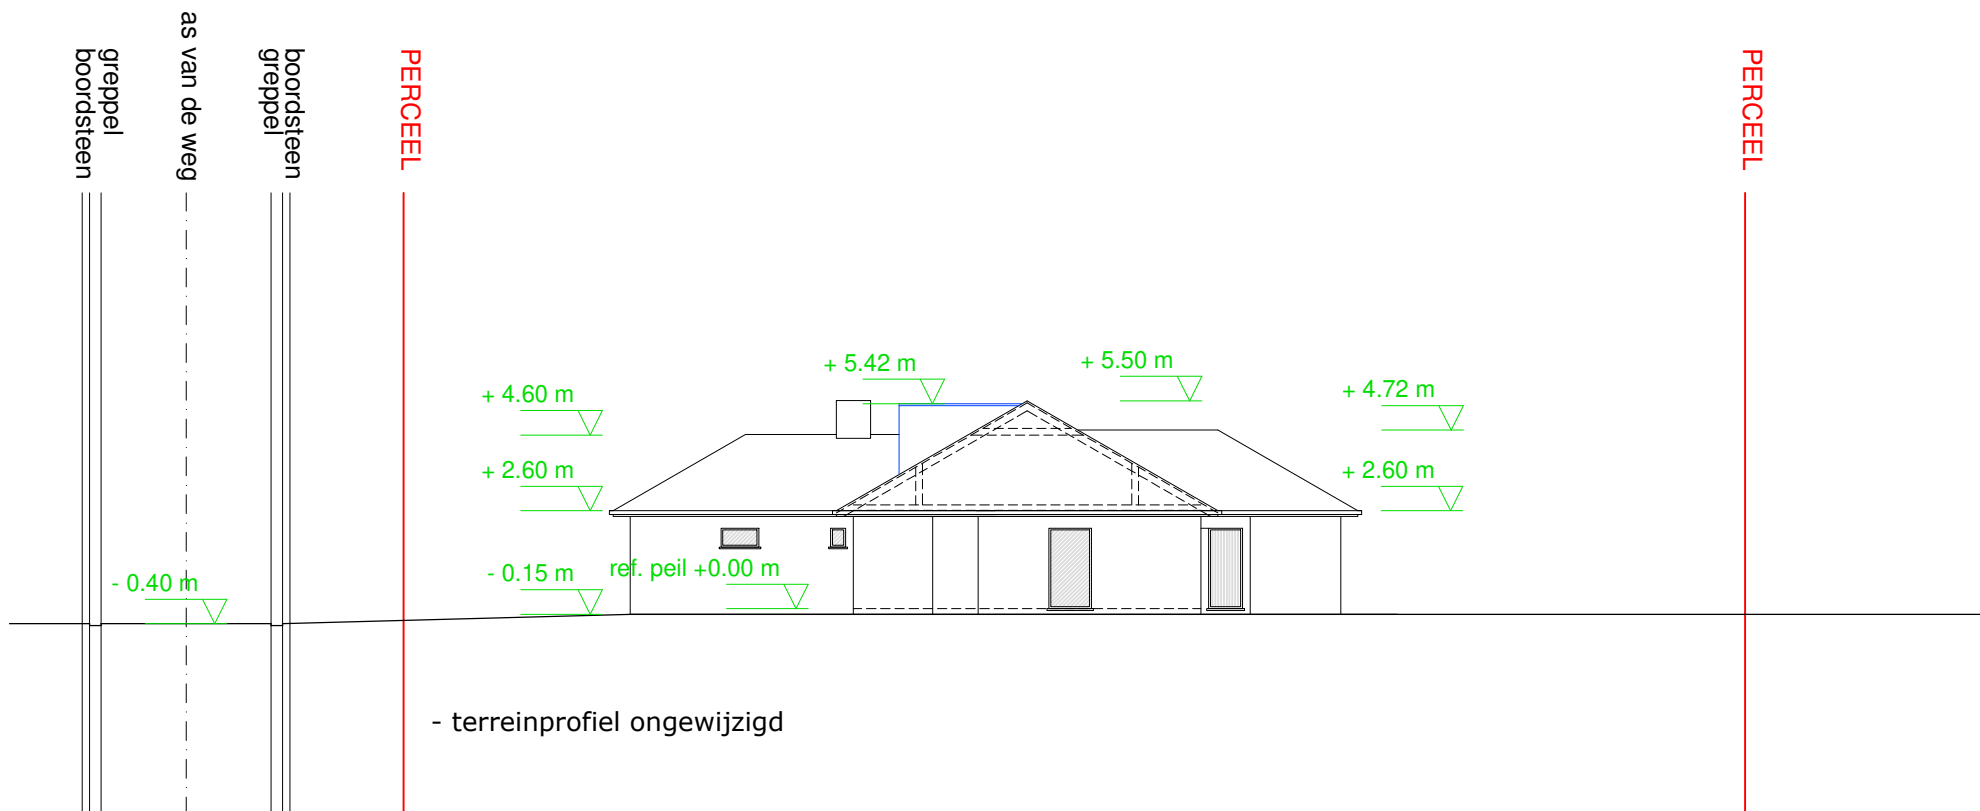 boordsteen
greppel
as van de weg
greppel
boordsteen
PERCEEL
PERCEEL
+ 5.42 m
+ 5.50 m
+ 4.60 m
+ 4.72 m
+ 2.60 m
+ 2.60 m
- 0.40 m
- 0.15 m
ref. peil +0.00 m
- terreinprofiel ongewijzigd